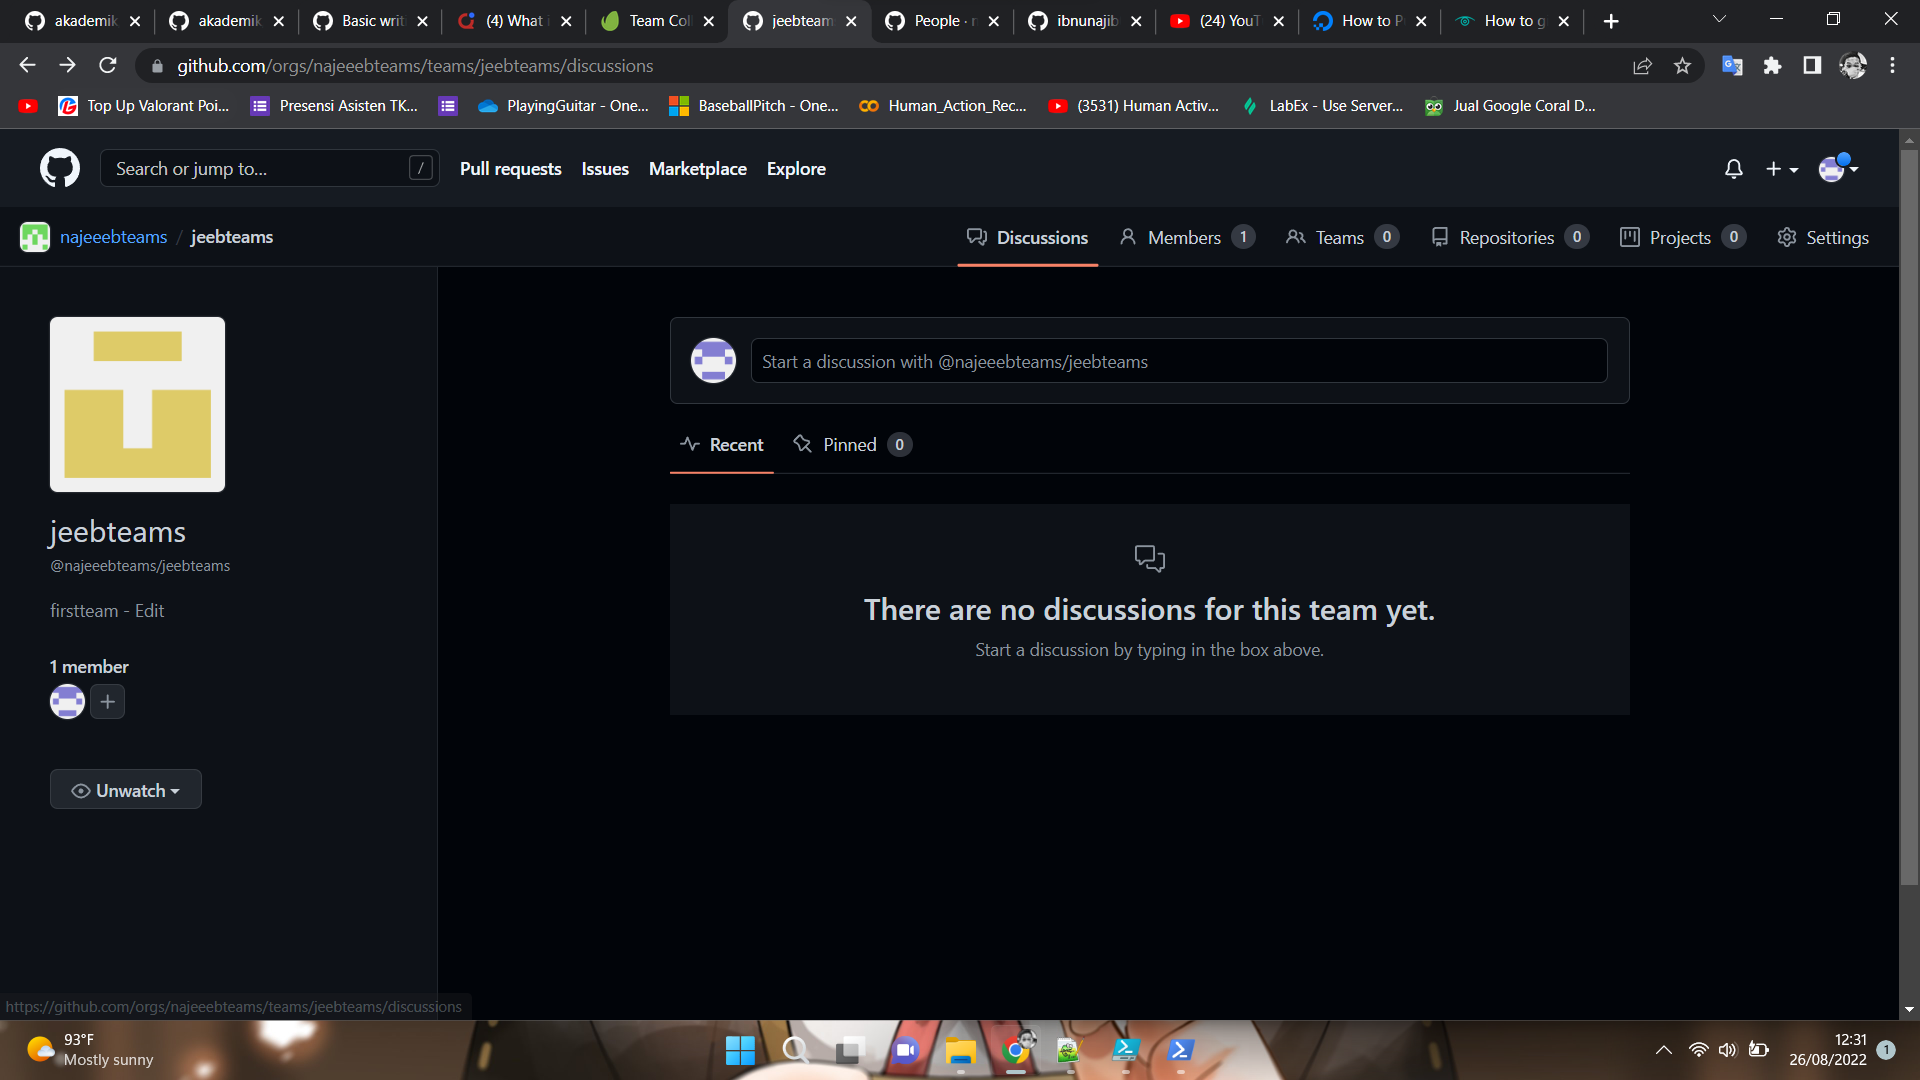 akademik
akademik
Basic writ
(4) What i
Team Coll
jeebteam
People · n
ibnunajib
(24) YouT
How to P
How to g
github.com/orgs/najeeebteams/teams/jeebteams/discussions
Top Up Valorant Poi...
Presensi Asisten TK...
PlayingGuitar - One...
BaseballPitch - One...
Human_Action_Rec...
(3531) Human Activ...
LabEx - Use Server...
Jual Google Coral D...
Search or jump to...
/
Pull requests
Issues
Marketplace
Explore
najeeebteams / jeebteams
Discussions
Members 1
Teams 0
Repositories 0
Projects 0
Settings
Start a discussion with @najeeebteams/jeebteams
Recent
Pinned 0
jeebteams
@najeeebteams/jeebteams
firstteam - Edit
1 member
Unwatch
There are no discussions for this team yet.
Start a discussion by typing in the box above.
https://github.com/orgs/najeeebteams/teams/jeebteams/discussions
93°F
Mostly sunny
12:31
26/08/2022
1